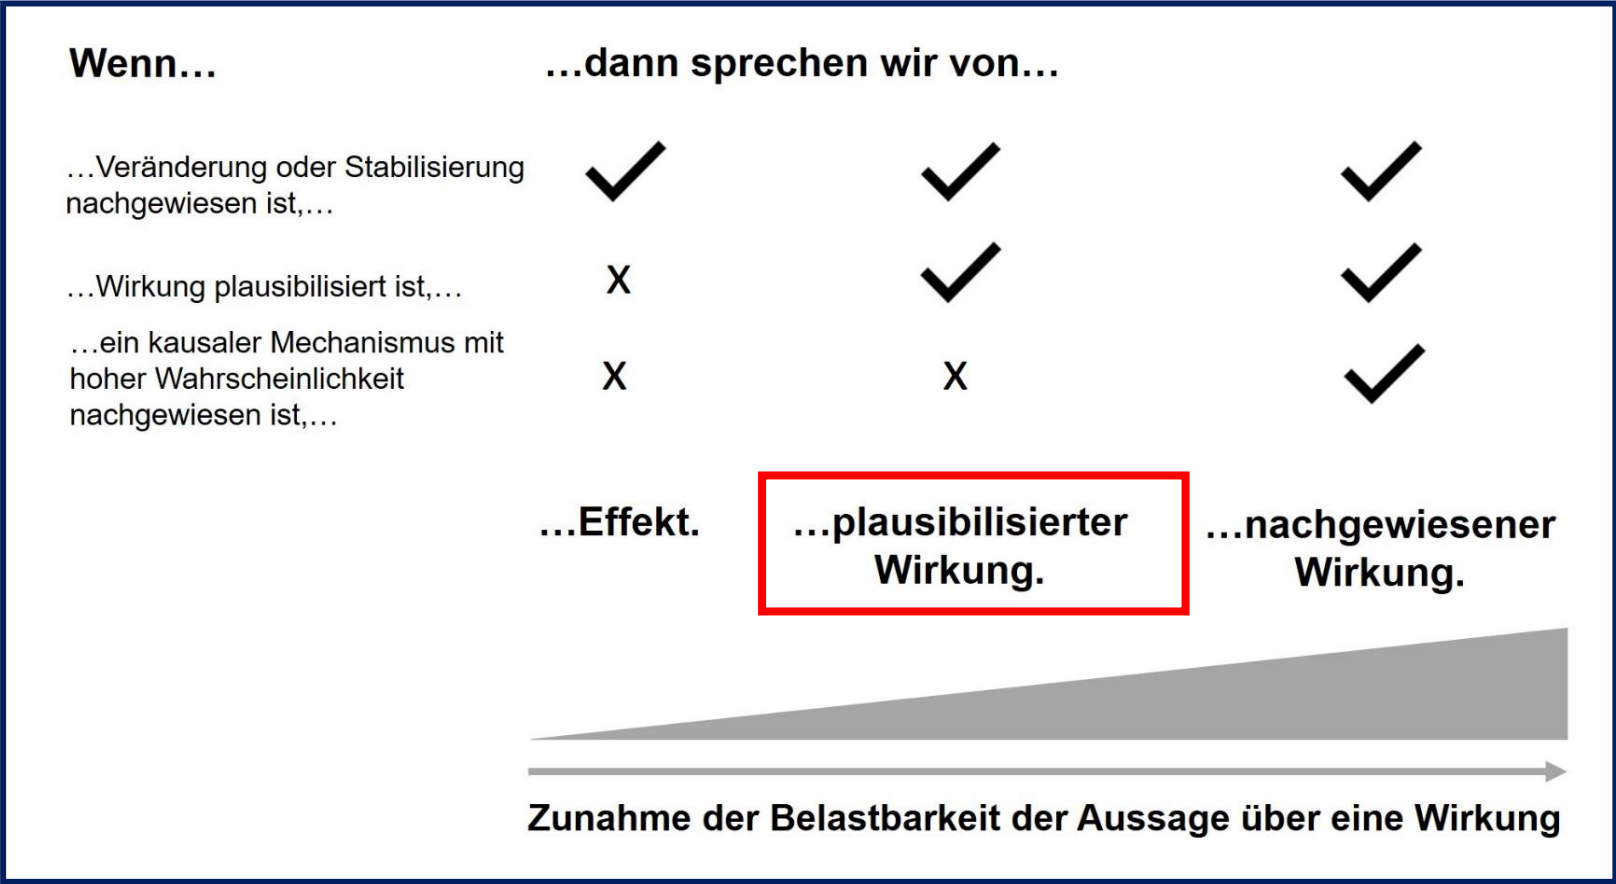 Wenn…
…dann sprechen wir von…
…Veränderung oder Stabilisierung
nachgewiesen ist,…
…Wirkung plausibilisiert ist,…
X
…ein kausaler Mechanismus mit
hoher Wahrscheinlichkeit
nachgewiesen ist,…
X
X
…Effekt.
…plausibilisierter
Wirkung.
…nachgewiesener
Wirkung.
Zunahme der Belastbarkeit der Aussage über eine Wirkung